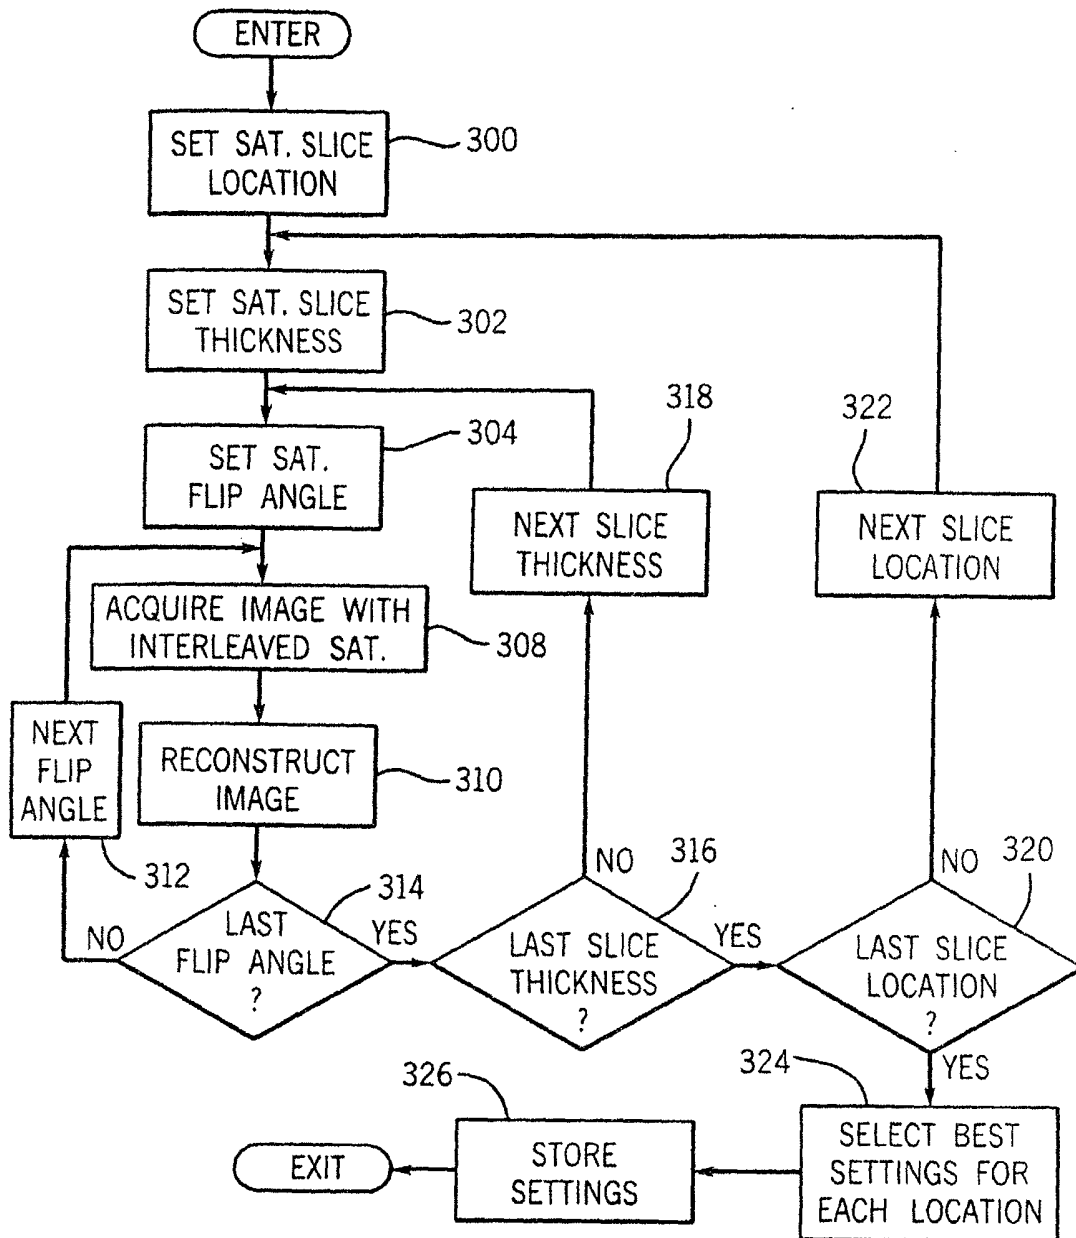 ENTER
SET SAT. SLICE
LOCATION
300
SET SAT. SLICE
THICKNESS
302
SET SAT.
FLIP ANGLE
304
318
NEXT SLICE
THICKNESS
322
NEXT SLICE
LOCATION
ACQUIRE IMAGE WITH
INTERLEAVED SAT.
308
NEXT
FLIP
ANGLE
312
RECONSTRUCT
IMAGE
310
LAST
FLIP ANGLE
?
314
NO
YES
LAST SLICE
THICKNESS
?
316
NO
YES
LAST SLICE
LOCATION
?
320
NO
YES
324
SELECT BEST
SETTINGS FOR
EACH LOCATION
326
STORE
SETTINGS
EXIT